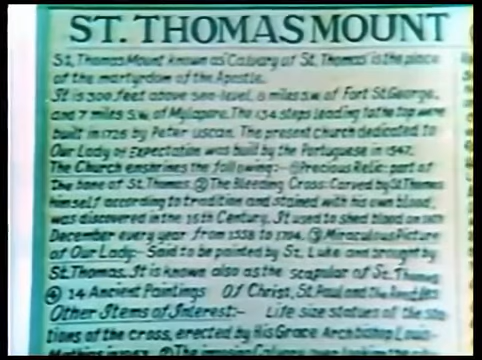 ST. THOMAS MOUNT
St. Thomas Mount known as "Calvary of St. Thomas" is the place
of the martyrdom of the Apostle.
It is 300 feet above sea-level, 8 miles S.W. of Fort St. George,
and 7 miles S.W. of Mylapore. The 134 steps leading to the top were
built in 1726 by Peter Uscan. The present church dedicated to
Our Lady of Expectation was built by the Portuguese in 1547.
The Church enshrines the following:- ① Precious Relic: part of
the bone of St. Thomas. ② The Bleeding Cross: Carved by St Thomas
himself according to tradition and stained with his own blood,
was discovered in the 16th Century. It used to shed blood on
December every year from 1558 to 1704. ③ Miraculous Picture
of Our Lady:- Said to be painted by St. Luke and brought by
St. Thomas. It is known also as the scapular of St. Thomas
④ 14 Ancient Paintings Of Christ, St. Paul and the
Other Items of Interest:- Life size statues of the
tions of the cross, erected by His Grace Archbishop Louis
Mathias in